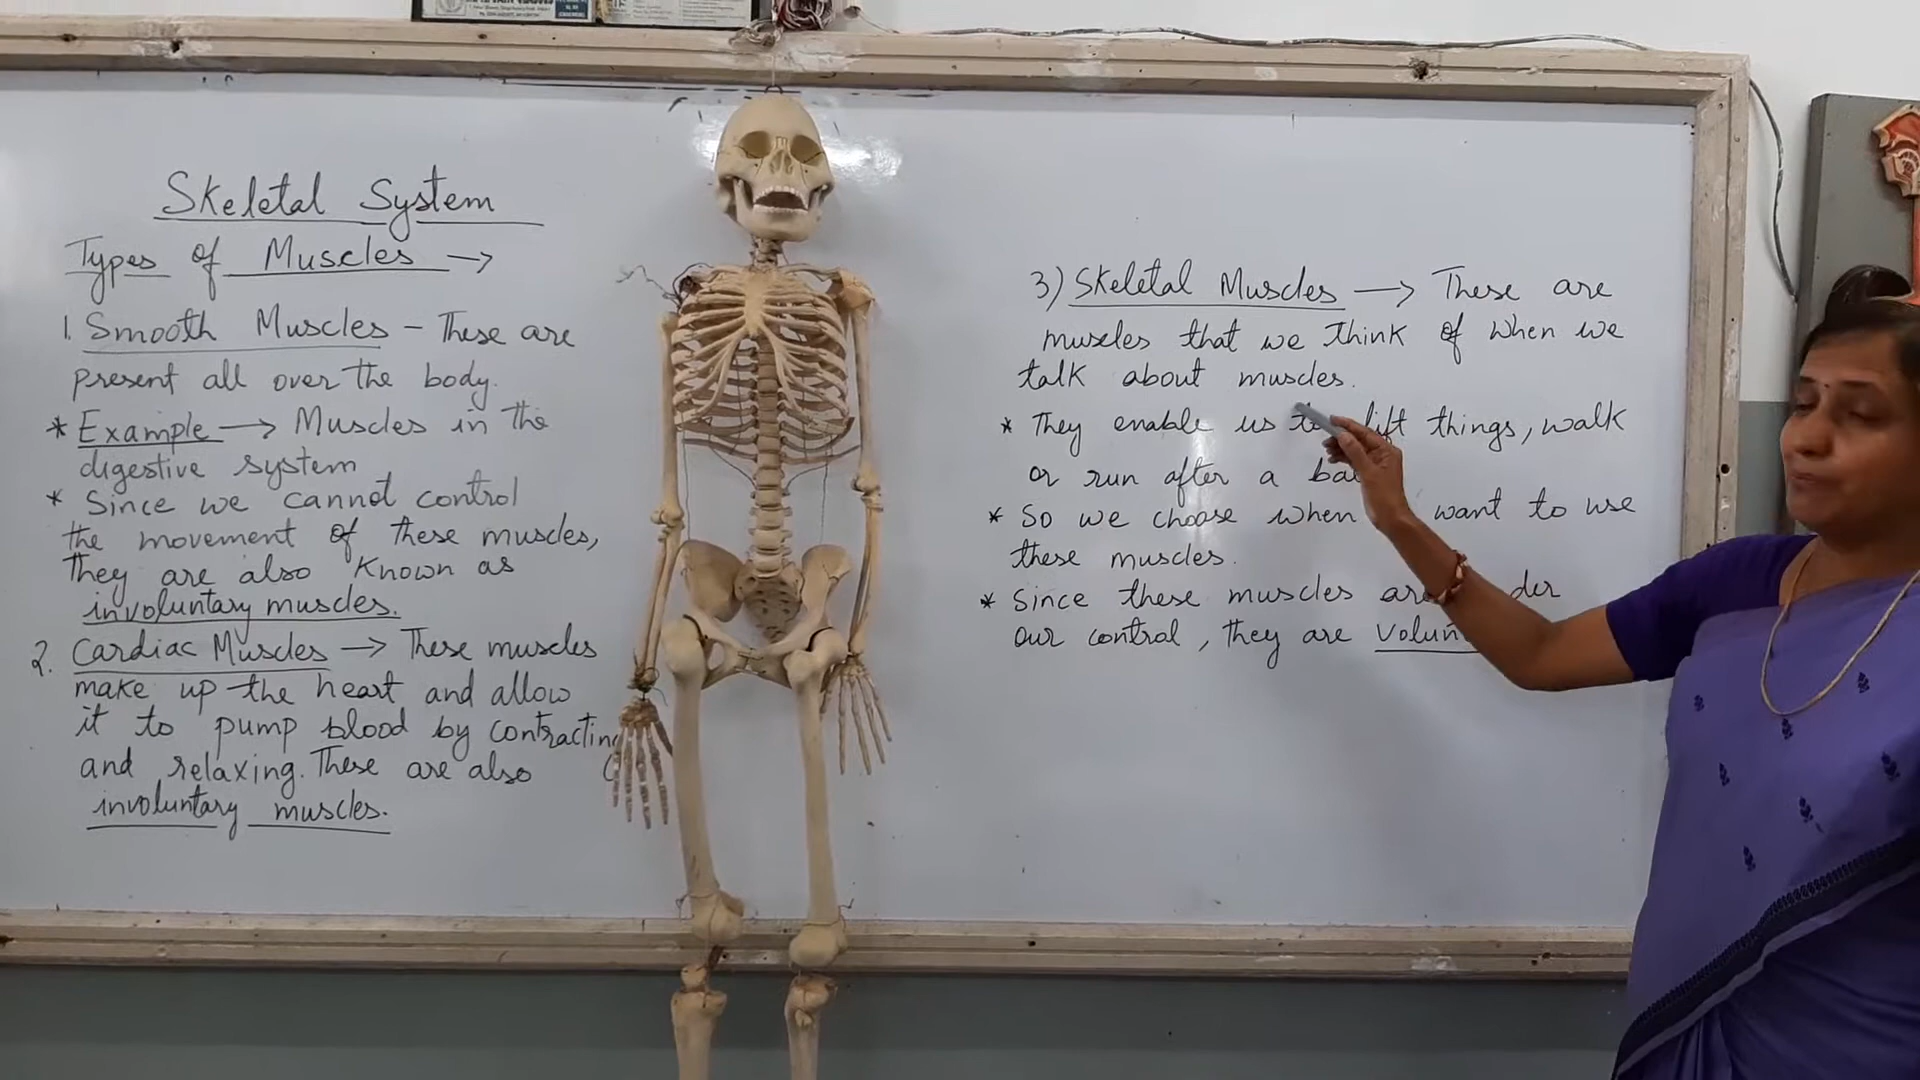 Skeletal System
Types of Muscles →
1. Smooth Muscles - These are
present all over the body.
* Example → Muscles in the
digestive system
* Since we cannot control
the movement of these muscles,
they are also known as
involuntary muscles.
2. Cardiac Muscles → These muscles
make up the heart and allow
it to pump blood by contracting
and relaxing. These are also
involuntary muscles.
3) Skeletal Muscles → These are
muscles that we think of when we
talk about muscles.
* They enable us to lift things, walk
or run after a
* So we choose when want to use
these muscles.
* Since these muscles are
our control, they are